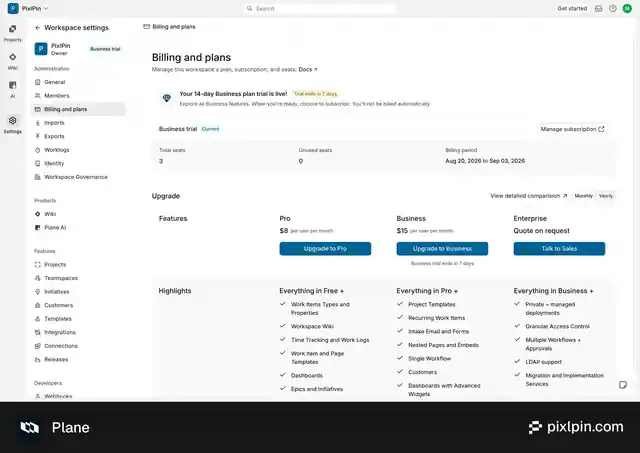 P PixlPin
Search
Get started
M
Projects
Wiki
AI
Settings
Workspace settings
P PixlPin
Owner
Business trial
Administration
General
Members
Billing and plans
Imports
Exports
Worklogs
Identity
Workspace Governance
Products
Wiki
Plane AI
Features
Projects
Teamspaces
Initiatives
Customers
Templates
Integrations
Connections
Releases
Developers
Webhooks
Billing and plans
Billing and plans
Manage this workspace's plan, subscription, and seats. Docs ↗
Your 14-day Business plan trial is live! Trial ends in 7 days
Explore all Business features. When you're ready, choose to subscribe. You'll not be billed automatically.
Business trial Current
Manage subscription
Total seats
3
Unused seats
0
Billing period
Aug 20, 2026 to Sep 03, 2026
Upgrade
View detailed comparision ↗
Monthly Yearly
Features
Pro
$8 per user per month
Upgrade to Pro
Business
$15 per user per month
Upgrade to Business
Business trial ends in 7 days
Enterprise
Quote on request
Talk to Sales
Highlights
Everything in Free +
Work Items Types and
Properties
Workspace Wiki
Time Tracking and Work Logs
Work item and Page
Templates
Dashboards
Epics and Initiatives
Everything in Pro +
Project Templates
Recurring Work Items
Intake Email and Forms
Nested Pages and Embeds
Single Workflow
Customers
Dashboards with Advanced
Widgets
Everything in Business +
Private + managed
deployments
Granular Access Control
Multiple Workflows +
Approvals
LDAP support
Migration and Implementation
Services
Plane
pixlpin.com